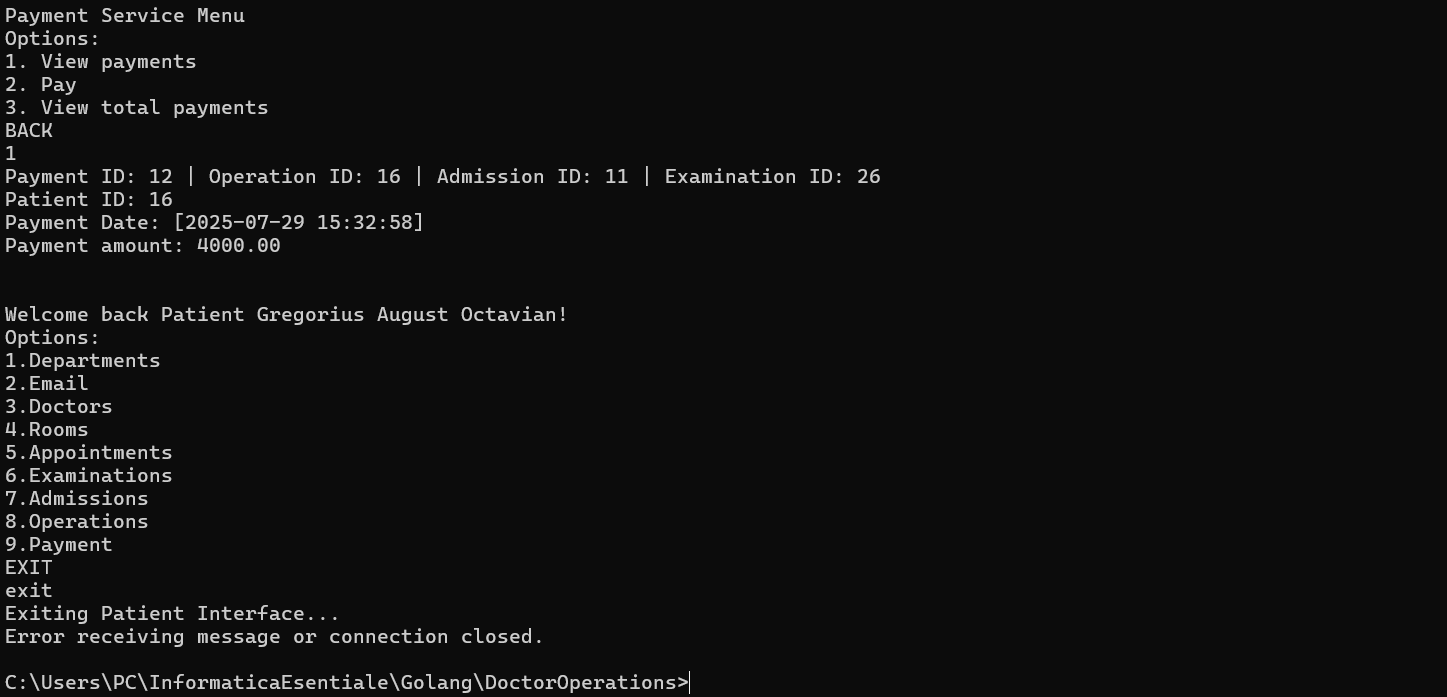 Payment Service Menu
Options:
1. View payments
2. Pay
3. View total payments
BACK
1
Payment ID: 12 | Operation ID: 16 | Admission ID: 11 | Examination ID: 26
Patient ID: 16
Payment Date: [2025-07-29 15:32:58]
Payment amount: 4000.00
Welcome back Patient Gregorius August Octavian!
Options:
1.Departments
2.Email
3.Doctors
4.Rooms
5.Appointments
6.Examinations
7.Admissions
8.Operations
9.Payment
EXIT
exit
Exiting Patient Interface...
Error receiving message or connection closed.
C:\Users\PC\InformaticaEsentiale\Golang\DoctorOperations>